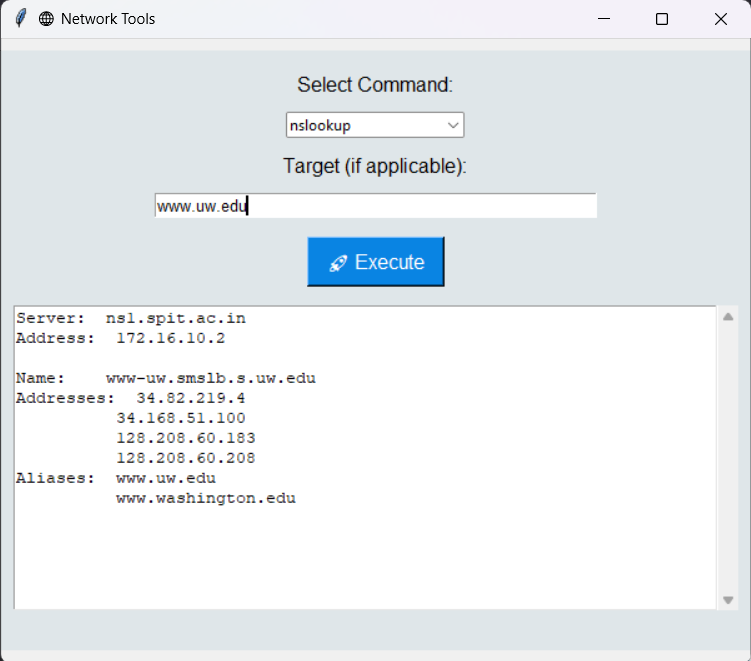 Network Tools
Select Command:
nslookup
Target (if applicable):
www.uw.edu
Execute
Server:  ns1.spit.ac.in
Address:  172.16.10.2
Name:    www-uw.smslb.s.uw.edu
Addresses:  34.82.219.4
34.168.51.100
128.208.60.183
128.208.60.208
Aliases:  www.uw.edu
www.washington.edu